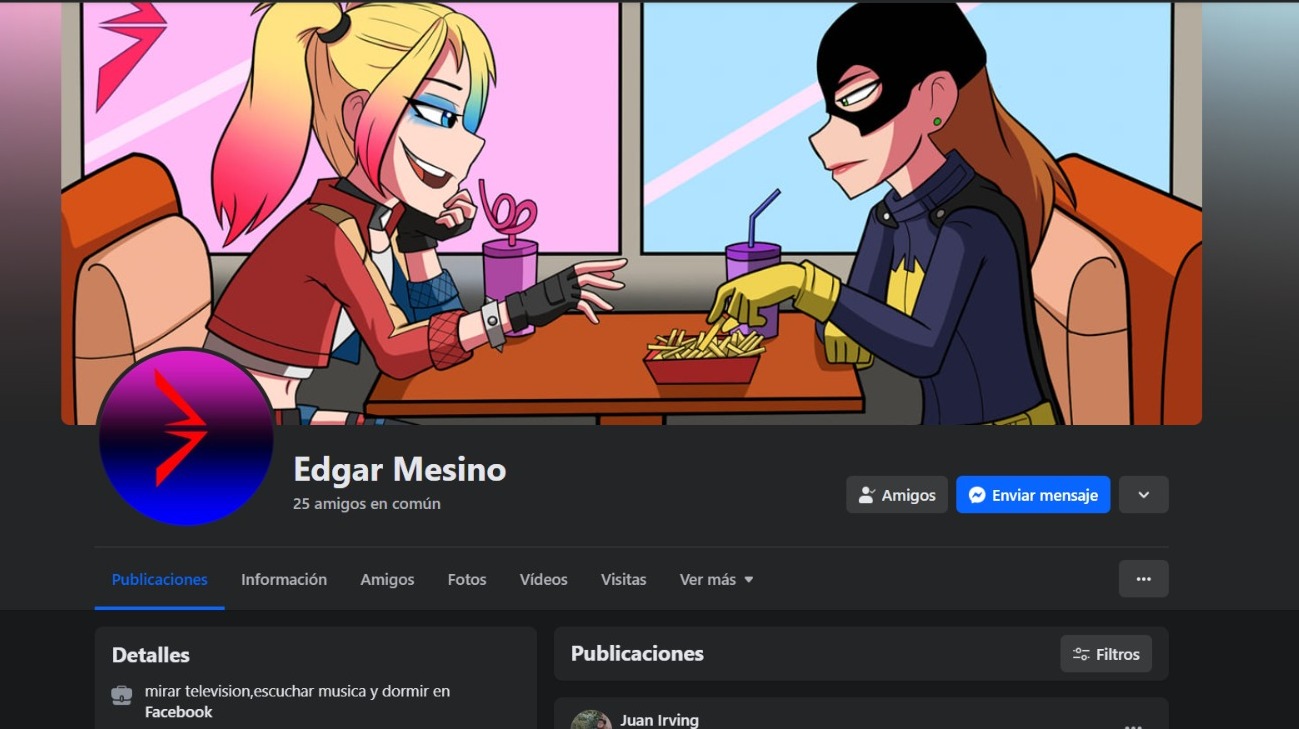 Edgar Mesino
25 amigos en común
Amigos
Enviar mensaje
Publicaciones
Información
Amigos
Fotos
Vídeos
Visitas
Ver más
Detalles
mirar television,escuchar musica y dormir en
Facebook
Publicaciones
Filtros
Juan Irving